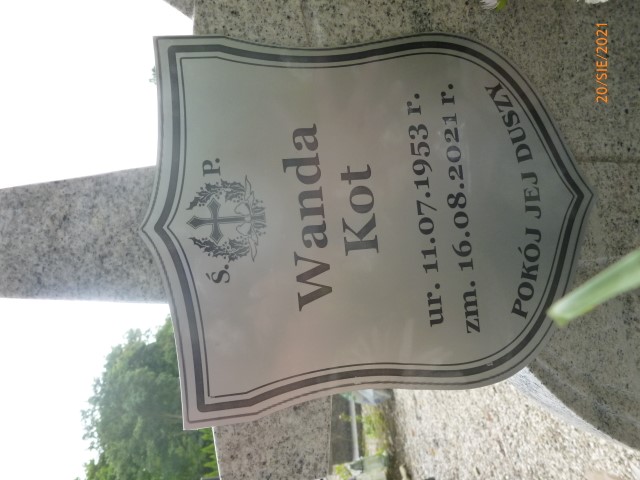 Ś. P.
Wanda
Kot
ur. 11.07.1953 r.
zm. 16.08.2021 r.
POKÓJ JEJ DUSZY
20/SIE/2021